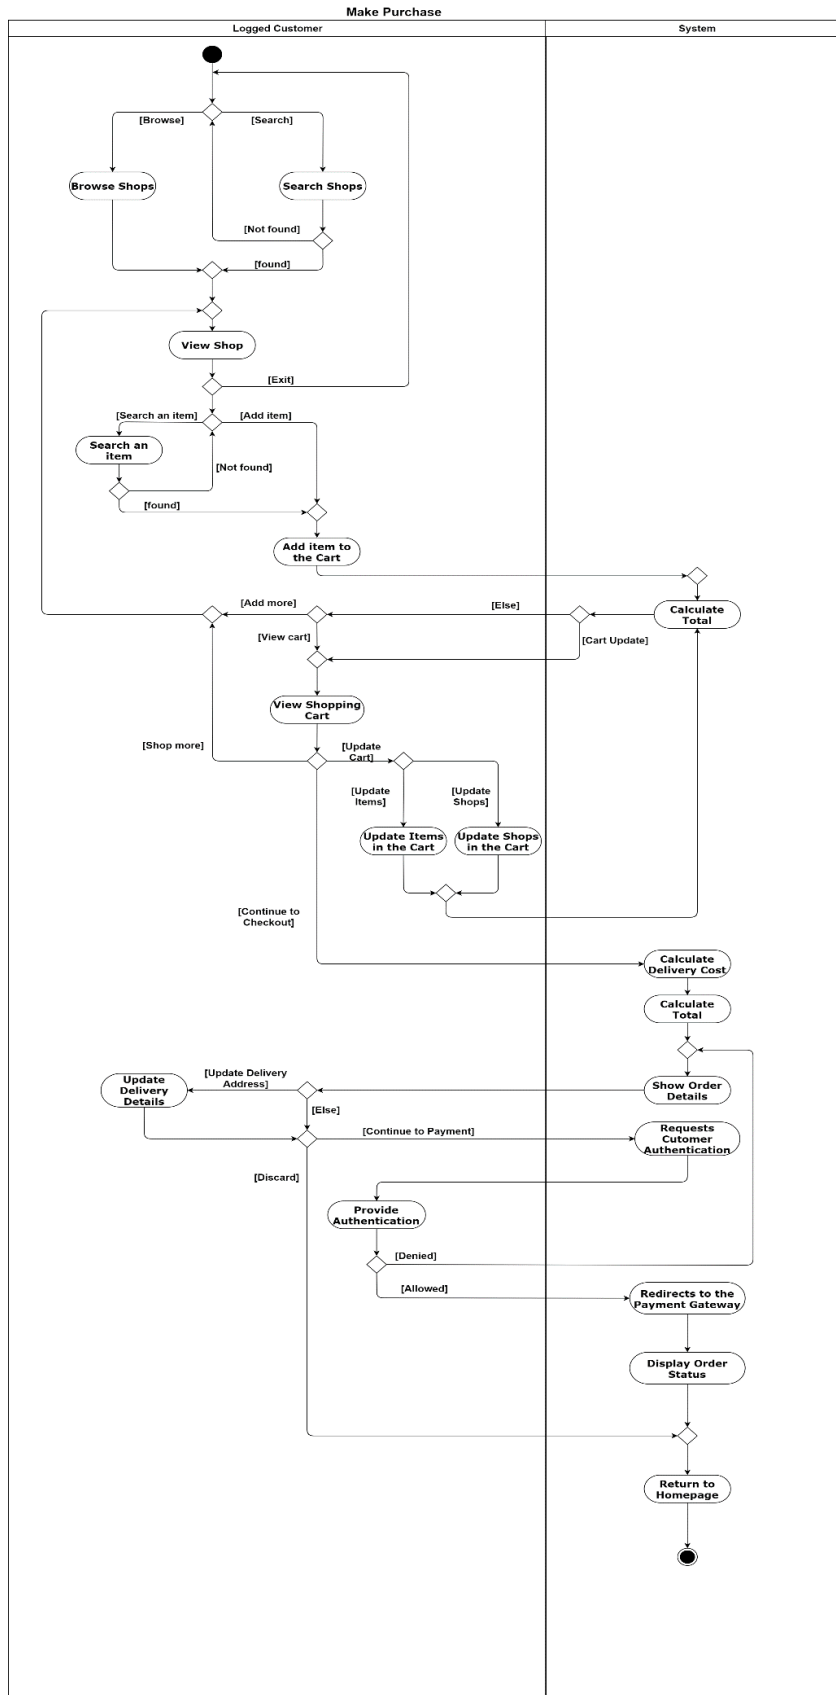 Make Purchase
Logged Customer
System
[Browse]
[Search]
Browse Shops
Search Shops
[Not found]
[found]
View Shop
[Exit]
[Search an item]
[Add item]
Search an
item
[Not found]
[found]
Add item to
the Cart
[Add more]
[Else]
Calculate
Total
[View cart]
[Cart Update]
View Shopping
Cart
[Shop more]
[Update
Cart]
[Update
Items]
[Update
Shops]
Update Items
in the Cart
Update Shops
in the Cart
[Continue to
Checkout]
Calculate
Delivery Cost
Calculate
Total
[Update Delivery
Address]
Update
Delivery
Details
Show Order
Details
[Else]
[Continue to Payment]
Requests
Cutomer
Authentication
[Discard]
Provide
Authentication
[Denied]
[Allowed]
Redirects to the
Payment Gateway
Display Order
Status
Return to
Homepage